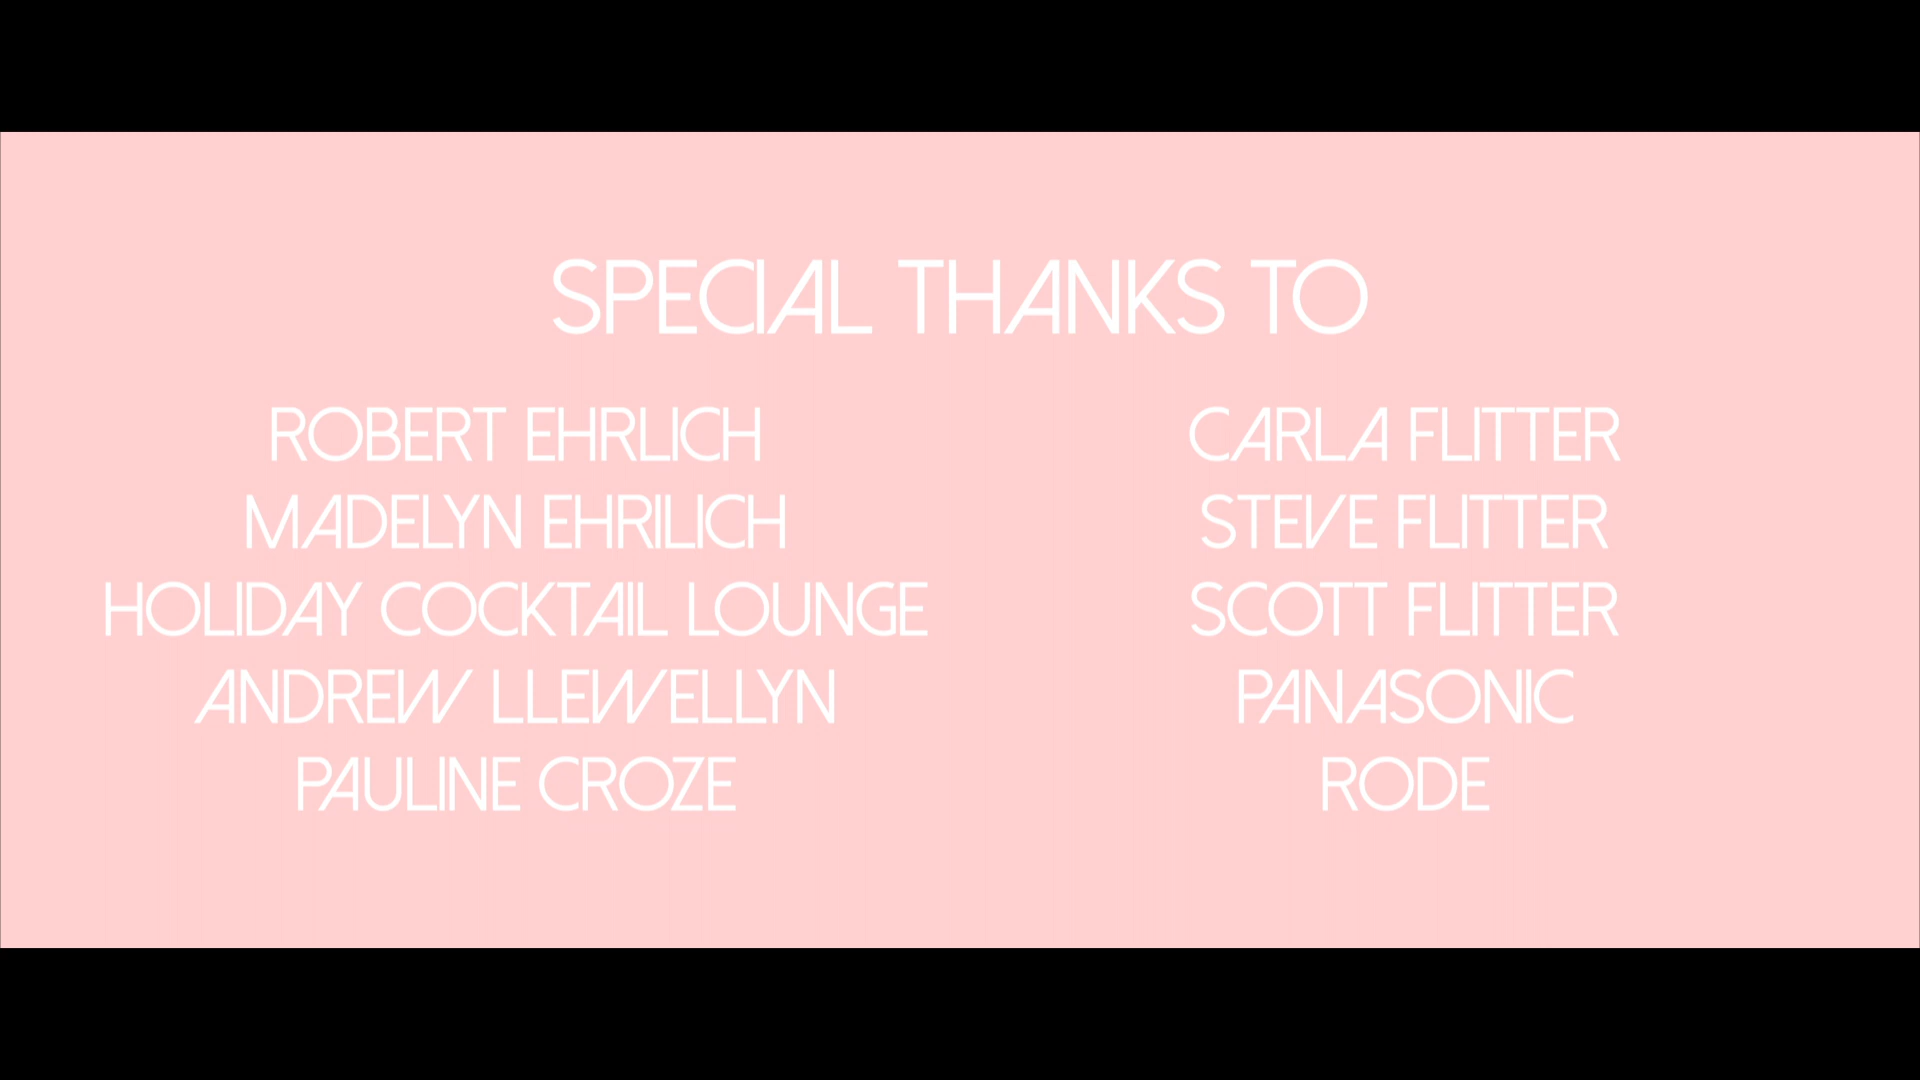 SPECIAL THANKS TO
ROBERT EHRLICH
MADELYN EHRILICH
HOLIDAY COCKTAIL LOUNGE
ANDREW LLEWELLYN
PAULINE CROZE
CARLA FLITTER
STEVE FLITTER
SCOTT FLITTER
PANASONIC
RODE